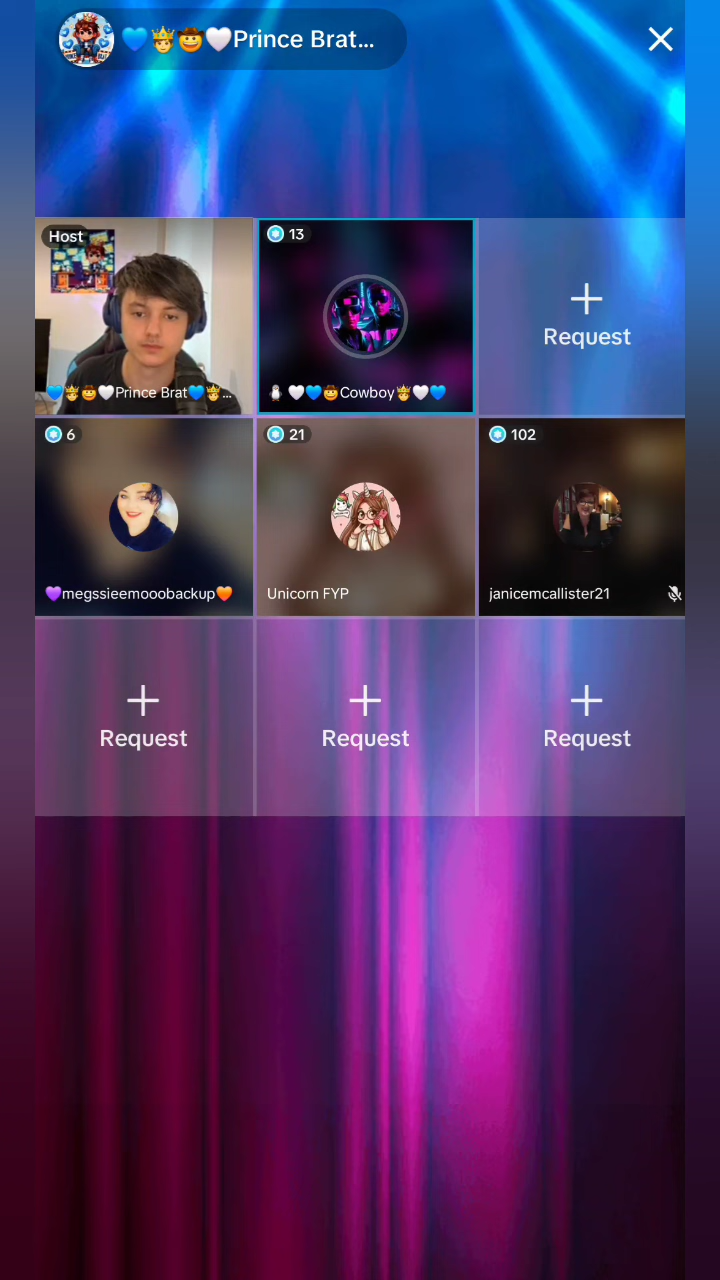 💙🤴🤠🤍Prince Brat...
Host
💙🤴🤠🤍Prince Brat💙🤴...
13
🐧 🤍💙🤠Cowboy🤴🤍💙
Request
6
💜megssieemooobackup🧡
21
Unicorn FYP
102
janicemcallister21
Request
Request
Request